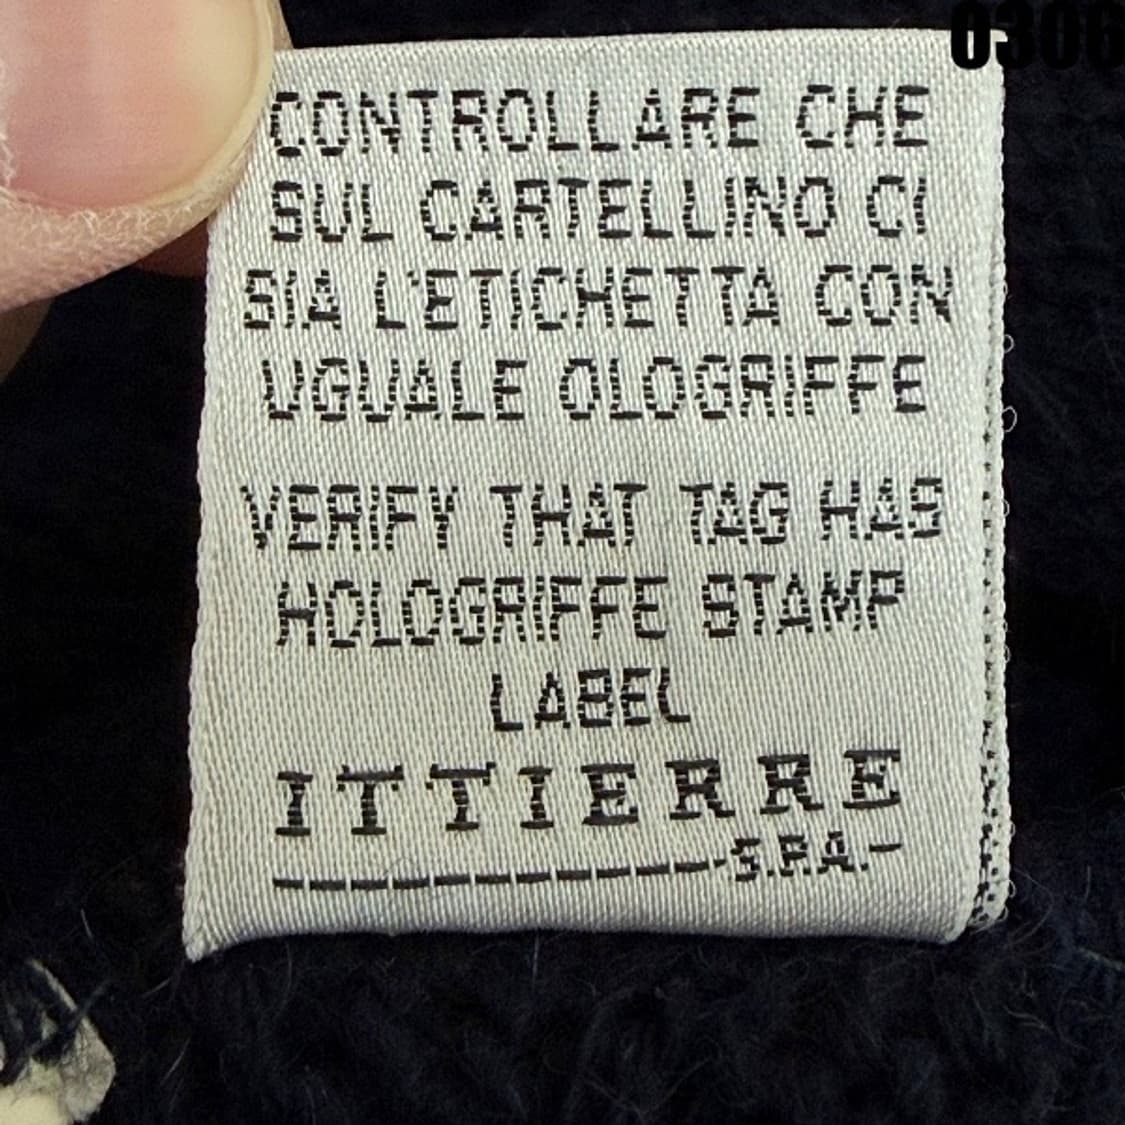 0306
CONTROLLARE CHE
SUL CARTELLINO CI
SIA L'ETICHETTA CON
UGUALE OLOGRIFFE
VERIFY THAT TAG HAS
HOLOGRIFFE STAMP
LABEL
ITTIERRE
S.P.A.